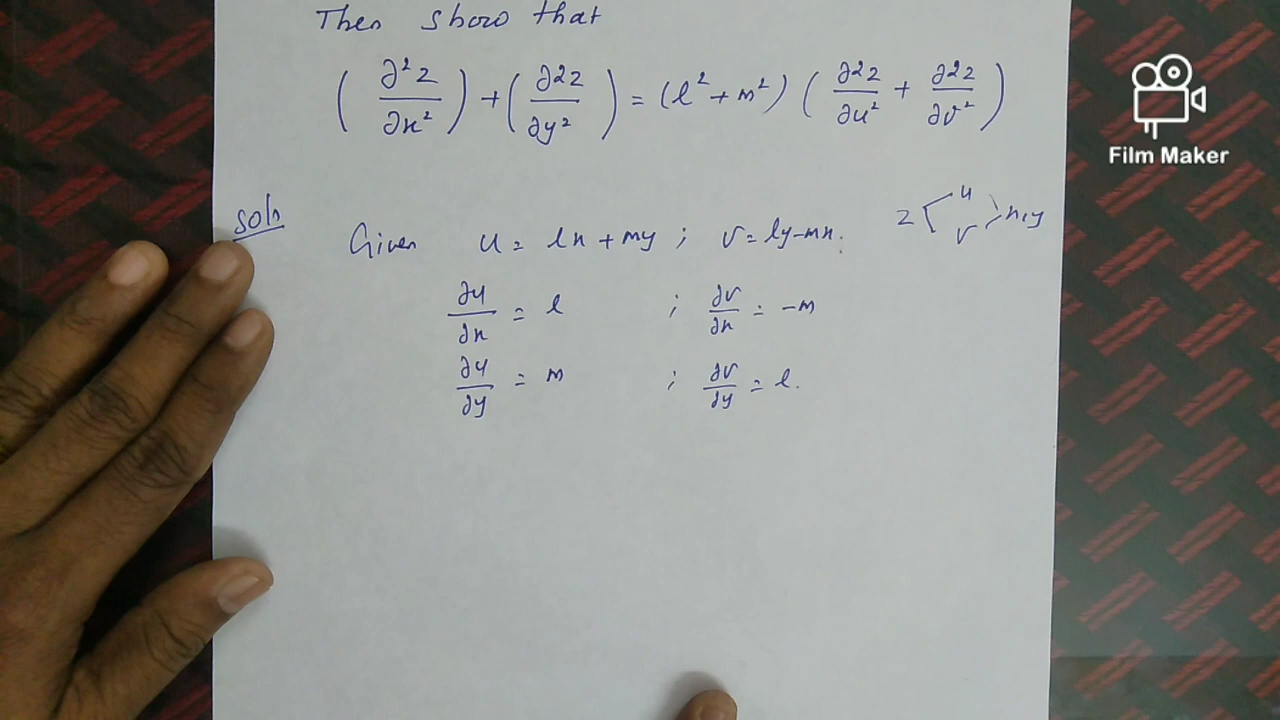 Then show that
(∂²z/∂x²) + (∂²z/∂y²) = (l²+m²) (∂²z/∂u² + ∂²z/∂v²)
Film Maker
Soln
Given u = lx + my ; v = ly - mx.
z < u v > x,y
∂u/∂x = l ; ∂v/∂x = -m
∂u/∂y = m ; ∂v/∂y = l.